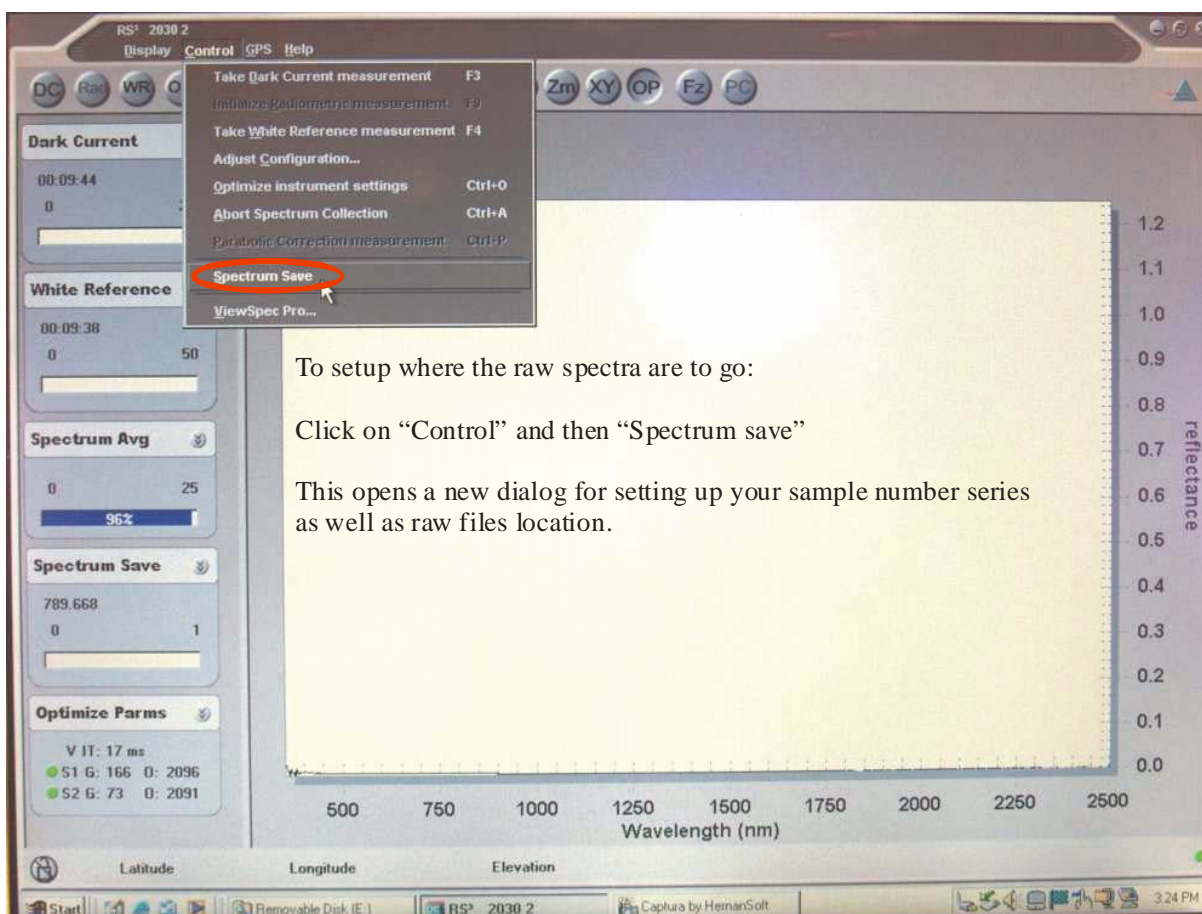 RS³ 2030 2
Display Control GPS Help
DC Rad WR Zm XY OP Fz PC
Take Dark Current measurement F3
Initialize Radiometric measurement F9
Take White Reference measurement F4
Adjust Configuration...
Optimize instrument settings Ctrl+O
Abort Spectrum Collection Ctrl+A
Parabolic Correction measurement Ctrl-P
Spectrum Save
ViewSpec Pro...
Dark Current
00:09:44
0
White Reference
00:09:38
0 50
Spectrum Avg
0 25
96%
Spectrum Save
789.668
0 1
Optimize Parms
V IT: 17 ms
S1 G: 166 O: 2096
S2 G: 73 O: 2091
To setup where the raw spectra are to go:
Click on “Control” and then “Spectrum save”
This opens a new dialog for setting up your sample number series
as well as raw files location.
1.2
1.1
1.0
0.9
0.8
0.7
0.6
0.5
0.4
0.3
0.2
0.1
0.0
reflectance
500 750 1000 1250 1500 1750 2000 2250 2500
Wavelength (nm)
Latitude Longitude Elevation
Start Removable Disk (E:) RS³ 2030 2 Captura by HernanSoft 3:24 PM